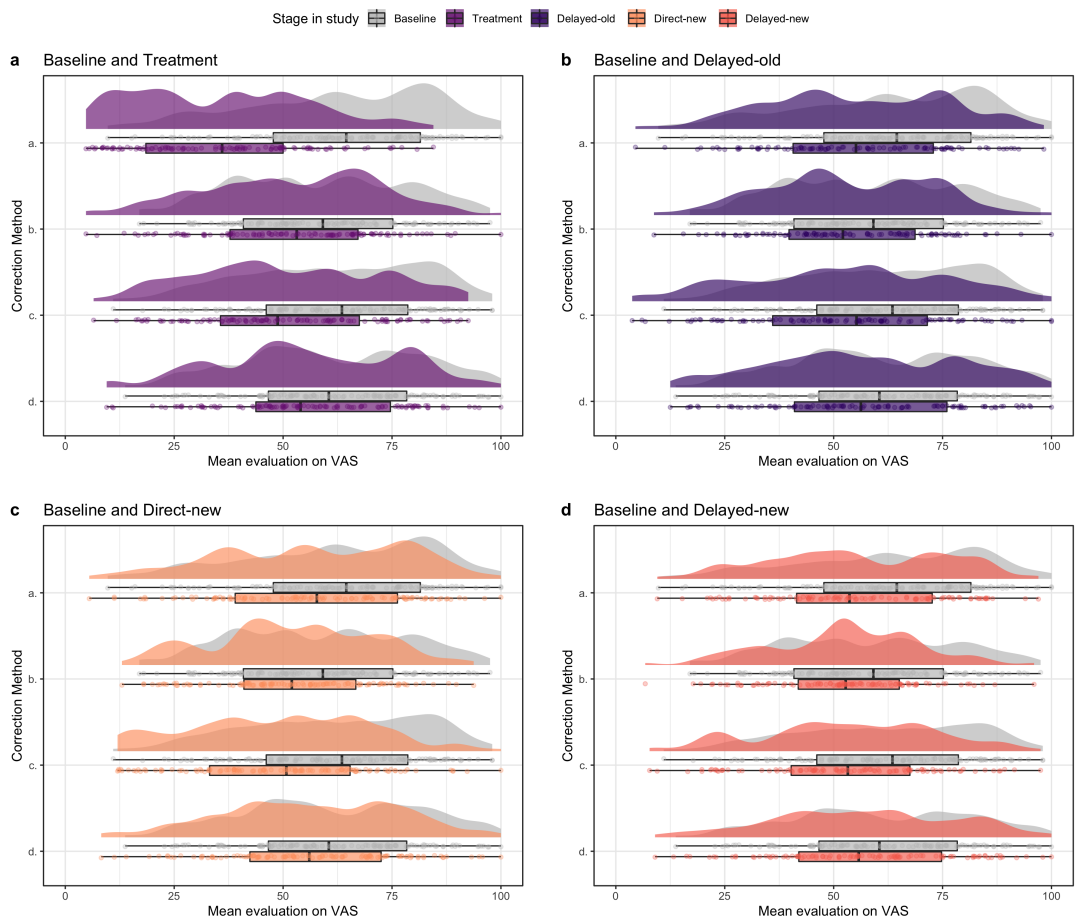 Stage in study Baseline Treatment Delayed-old Direct-new Delayed-new
a Baseline and Treatment
Correction Method
a.
b.
c.
d.
0 25 50 75 100
Mean evaluation on VAS
b Baseline and Delayed-old
Correction Method
a.
b.
c.
d.
0 25 50 75 100
Mean evaluation on VAS
c Baseline and Direct-new
Correction Method
a.
b.
c.
d.
0 25 50 75 100
Mean evaluation on VAS
d Baseline and Delayed-new
Correction Method
a.
b.
c.
d.
0 25 50 75 100
Mean evaluation on VAS